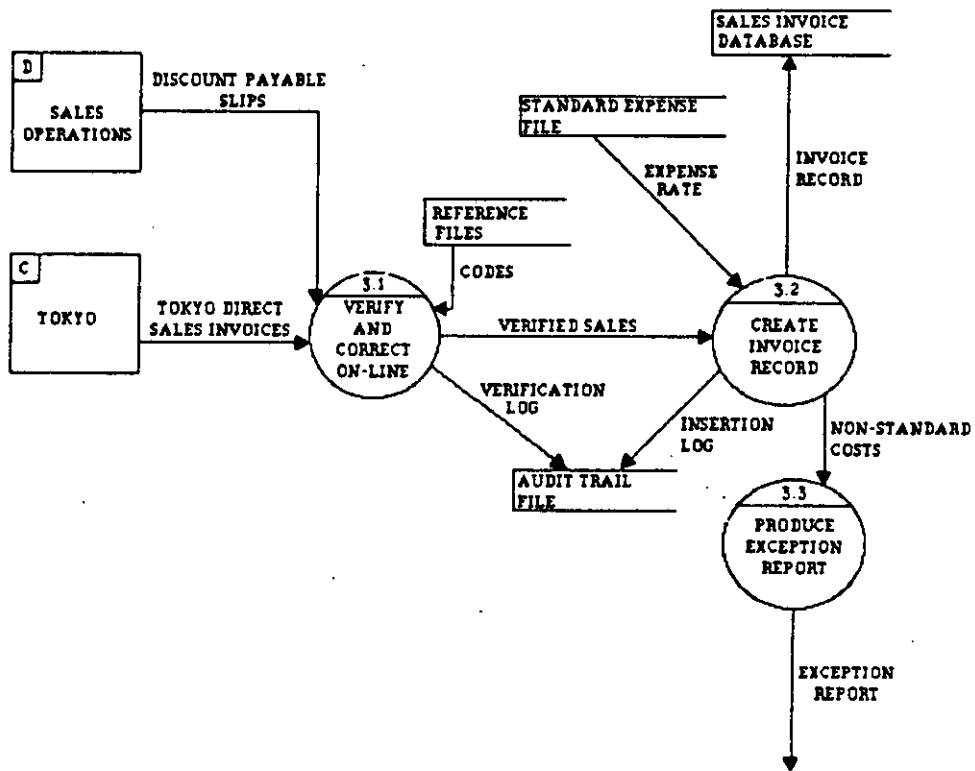 SALES INVOICE
DATABASE
D
SALES
OPERATIONS
DISCOUNT PAYABLE
SLIPS
STANDARD EXPENSE
FILE
EXPENSE
RATE
INVOICE
RECORD
REFERENCE
FILES
CODES
C
TOKYO
TOKYO DIRECT
SALES INVOICES
3.1
VERIFY
AND
CORRECT
ON-LINE
VERIFIED SALES
3.2
CREATE
INVOICE
RECORD
VERIFICATION
LOG
INSERTION
LOG
NON-STANDARD
COSTS
AUDIT TRAIL
FILE
3.3
PRODUCE
EXCEPTION
REPORT
EXCEPTION
REPORT